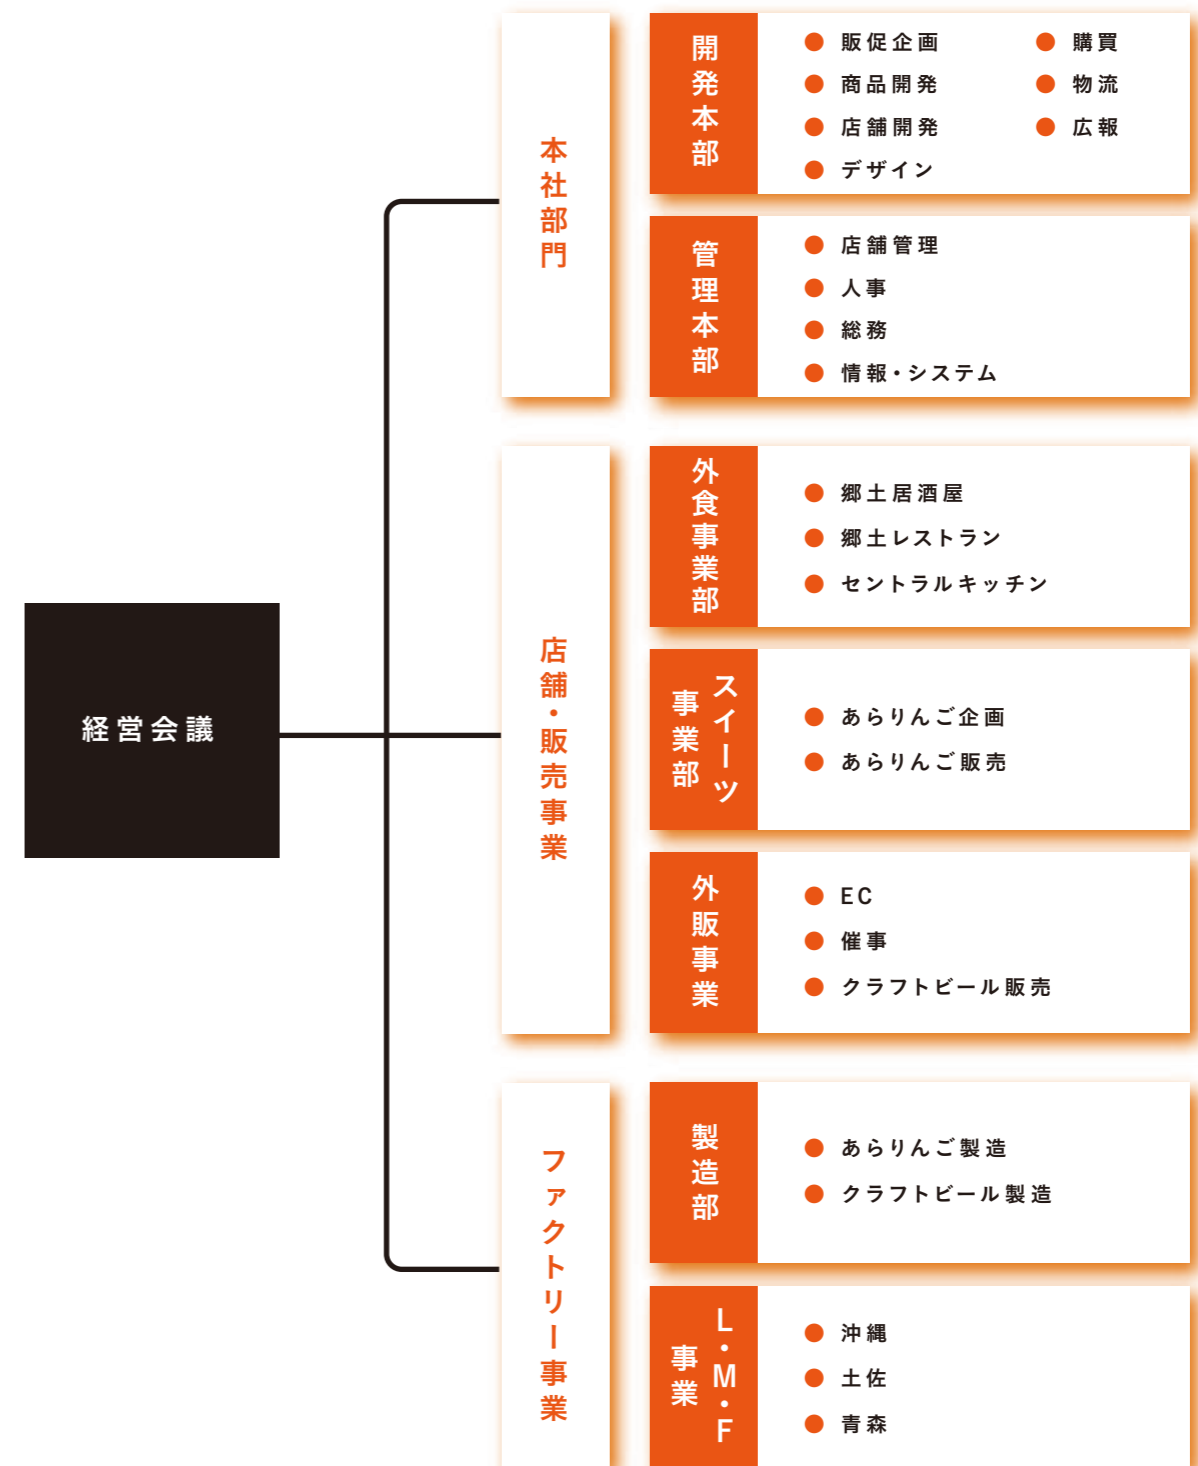 経営会議
本社部門
開発本部
販促企画
商品開発
店舗開発
デザイン
購買
物流
広報
管理本部
店舗管理
人事
総務
情報・システム
店舗・販売事業
外食事業部
郷土居酒屋
郷土レストラン
セントラルキッチン
スイーツ
事業部
あらりんご企画
あらりんご販売
外販事業
EC
催事
クラフトビール販売
ファクトリー事業
製造部
あらりんご製造
クラフトビール製造
L・M・F
事業
沖縄
土佐
青森